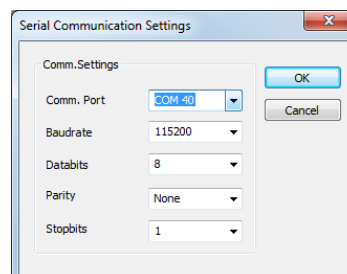 Serial Communication Settings
Comm.Settings
OK
Comm. Port COM 40
Cancel
Baudrate 115200
Databits 8
Parity None
Stopbits 1